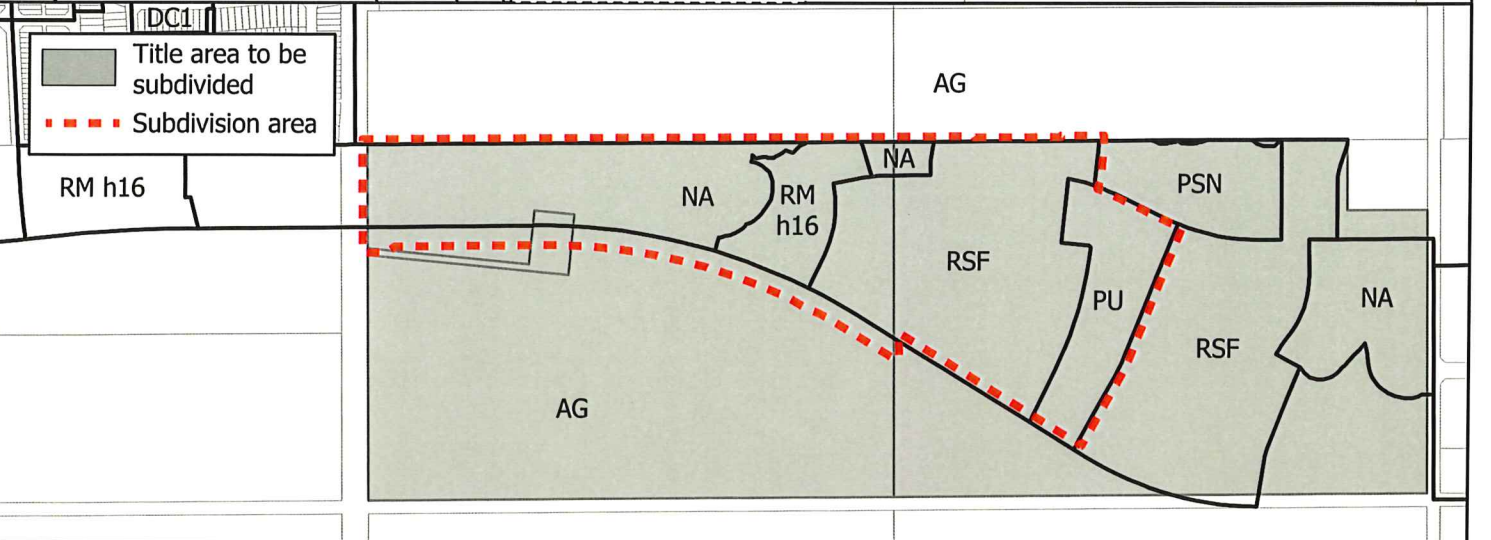 DC1
Title area to be
subdivided
Subdivision area
AG
RM h16
NA
RM
h16
NA
PSN
RSF
PU
RSF
NA
AG